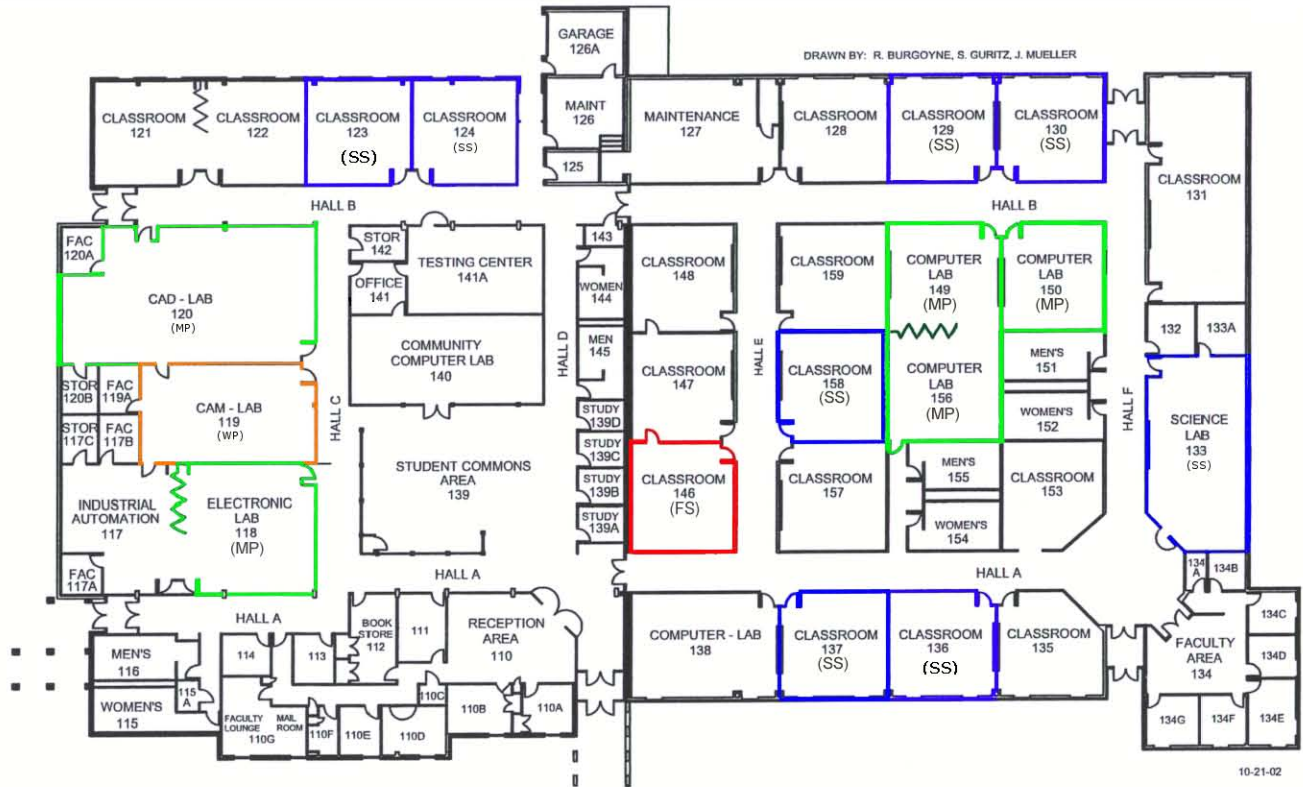 GARAGE
126A
DRAWN BY: R. BURGOYNE, S. GURITZ, J. MUELLER
CLASSROOM
121
CLASSROOM
122
CLASSROOM
123
(SS)
CLASSROOM
124
(SS)
MAINT
126
125
MAINTENANCE
127
CLASSROOM
128
CLASSROOM
129
(SS)
CLASSROOM
130
(SS)
CLASSROOM
131
HALL B
HALL B
FAC
120A
CAD - LAB
120
(MP)
STOR
142
OFFICE
141
TESTING CENTER
141A
143
WOMEN
144
MEN
145
COMMUNITY
COMPUTER LAB
140
HALL D
CLASSROOM
148
CLASSROOM
159
COMPUTER
LAB
149
(MP)
COMPUTER
LAB
150
(MP)
132
133A
STOR
120B
FAC
119A
STOR
117C
FAC
117B
CAM - LAB
119
(WP)
HALL C
STUDY
139D
STUDY
139C
STUDY
139B
STUDY
139A
STUDENT COMMONS
AREA
139
CLASSROOM
147
HALL E
CLASSROOM
158
(SS)
COMPUTER
LAB
156
(MP)
MEN'S
151
WOMEN'S
152
HALL F
SCIENCE
LAB
133
(SS)
INDUSTRIAL
AUTOMATION
117
ELECTRONIC
LAB
118
(MP)
FAC
117A
CLASSROOM
146
(FS)
CLASSROOM
157
MEN'S
155
WOMEN'S
154
CLASSROOM
153
HALL A
HALL A
HALL A
134
A
134B
MEN'S
116
WOMEN'S
115
115
A
114
113
BOOK
STORE
112
111
RECEPTION
AREA
110
FACULTY
LOUNGE
MAIL
ROOM
110G
110F
110E
110D
110C
110B
110A
COMPUTER - LAB
138
CLASSROOM
137
(SS)
CLASSROOM
136
(SS)
CLASSROOM
135
FACULTY
AREA
134
134C
134D
134E
134G
134F
10-21-02